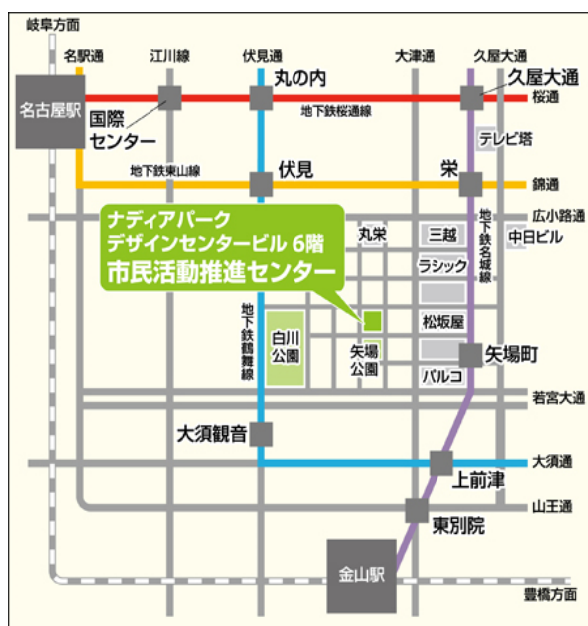 岐阜方面
名駅通
江川線
伏見通
大津通
久屋大通
名古屋駅
国際
センター
丸の内
久屋大通
桜通
地下鉄桜通線
テレビ塔
地下鉄東山線
伏見
栄
錦通
広小路通
ナディアパーク
デザインセンタービル 6階
市民活動推進センター
丸栄
三越
地下鉄名城線
中日ビル
ラシック
地下鉄鶴舞線
白川
公園
矢場
公園
松坂屋
矢場町
パルコ
若宮大通
大須観音
大須通
上前津
山王通
東別院
金山駅
豊橋方面